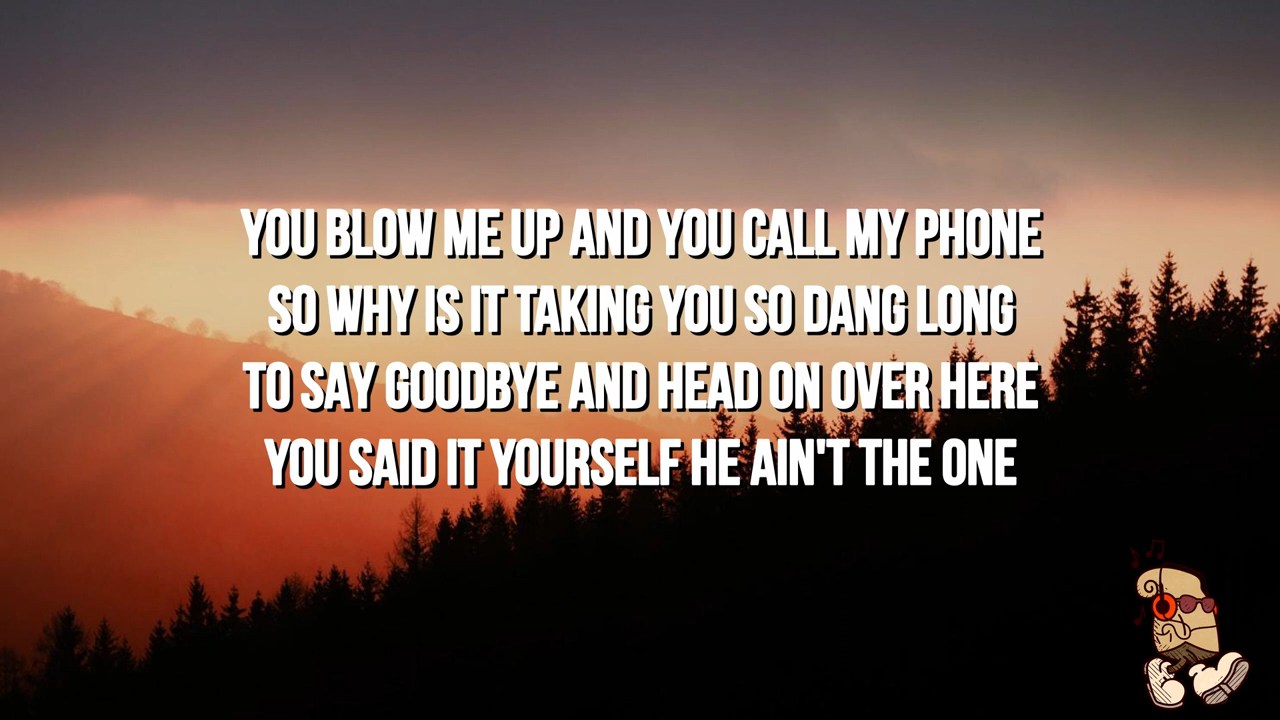 YOU BLOW ME UP AND YOU CALL MY PHONE
SO WHY IS IT TAKING YOU SO DANG LONG
TO SAY GOODBYE AND HEAD ON OVER HERE
YOU SAID IT YOURSELF HE AIN'T THE ONE